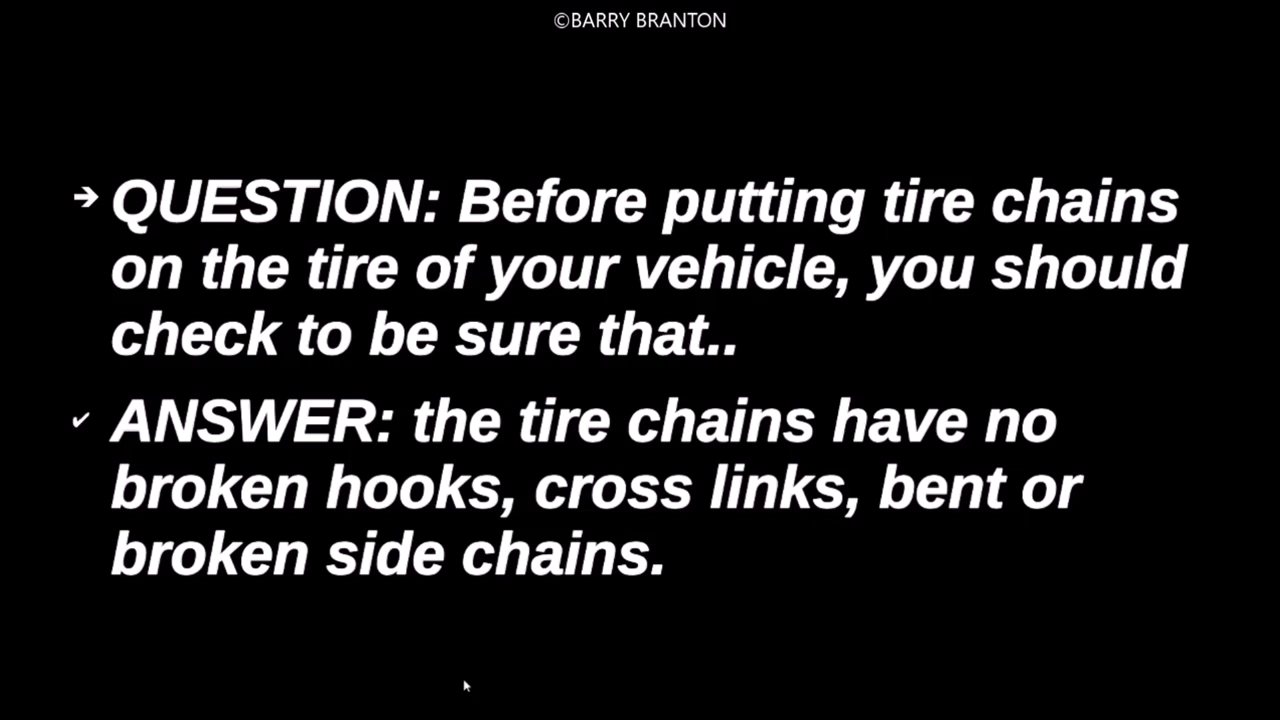 ©BARRY BRANTON
➔ QUESTION: Before putting tire chains
on the tire of your vehicle, you should
check to be sure that..
✓ ANSWER: the tire chains have no
broken hooks, cross links, bent or
broken side chains.